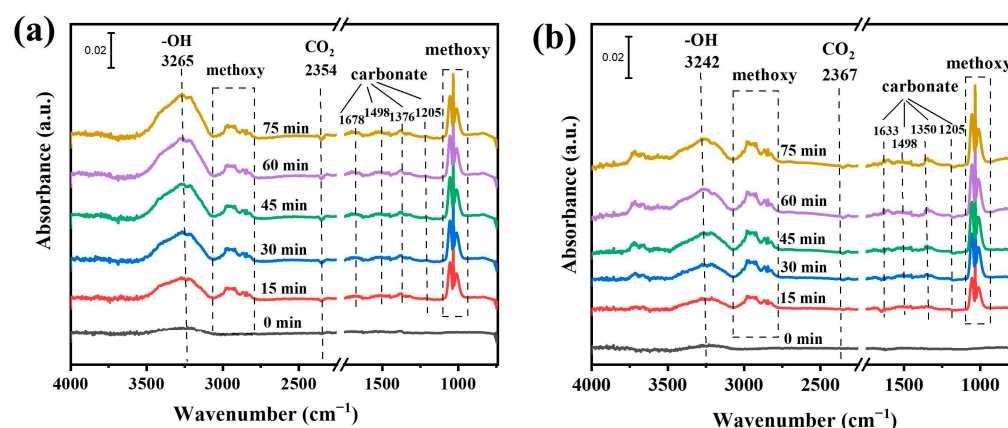 (a)
0.02
-OH
3265
methoxy
CO2
2354
carbonate
1678
1498
1376
1205
methoxy
75 min
60 min
45 min
30 min
15 min
0 min
Absorbance (a.u.)
4000
3500
3000
2500
1500
1000
Wavenumber (cm−1)
(b)
0.02
-OH
3242
methoxy
CO2
2367
carbonate
1633
1498
1350
1205
methoxy
75 min
60 min
45 min
30 min
15 min
0 min
Absorbance (a.u.)
4000
3500
3000
2500
1500
1000
Wavenumber (cm−1)